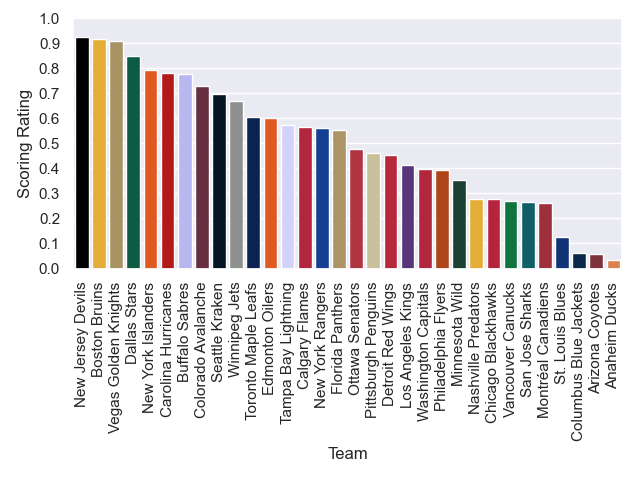 1.0
0.9
0.8
0.7
0.6
0.5
0.4
0.3
0.2
0.1
0.0
Scoring Rating
New Jersey Devils
Boston Bruins
Vegas Golden Knights
Dallas Stars
New York Islanders
Carolina Hurricanes
Buffalo Sabres
Colorado Avalanche
Seattle Kraken
Winnipeg Jets
Toronto Maple Leafs
Edmonton Oilers
Tampa Bay Lightning
Calgary Flames
New York Rangers
Florida Panthers
Ottawa Senators
Pittsburgh Penguins
Detroit Red Wings
Los Angeles Kings
Washington Capitals
Philadelphia Flyers
Minnesota Wild
Nashville Predators
Chicago Blackhawks
Vancouver Canucks
San Jose Sharks
Montréal Canadiens
St. Louis Blues
Columbus Blue Jackets
Arizona Coyotes
Anaheim Ducks
Team